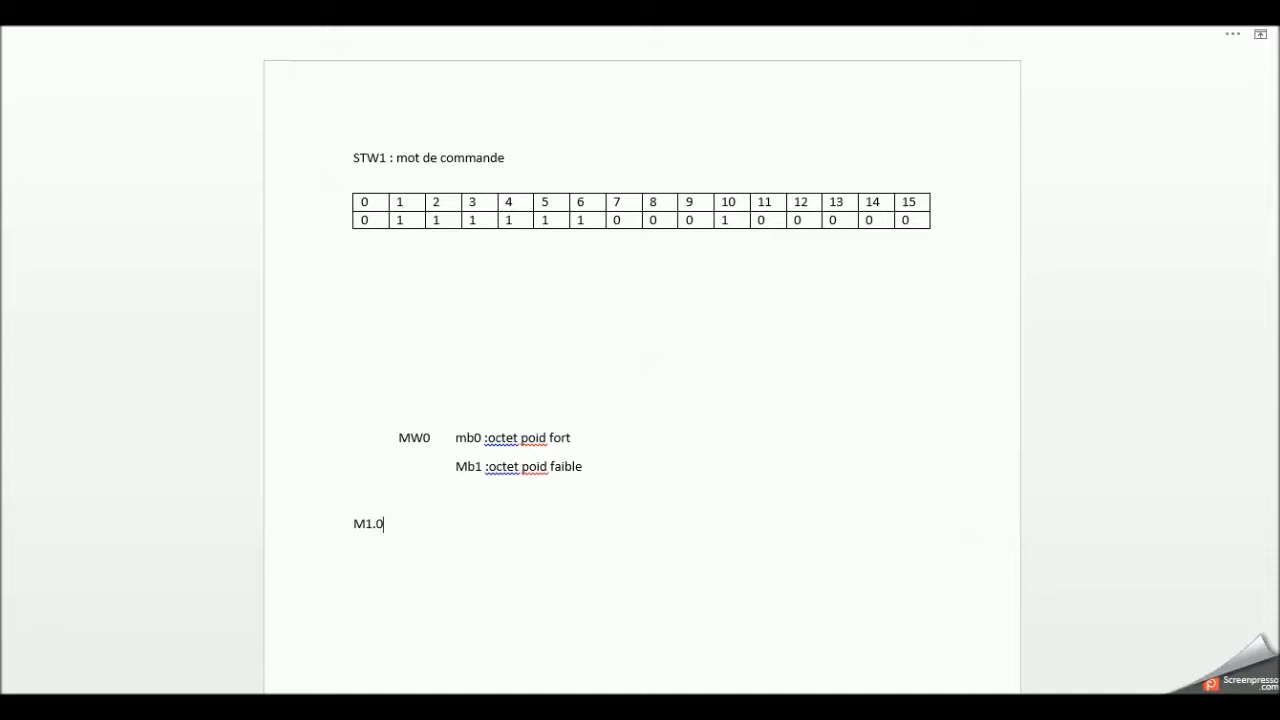 STW1 : mot de commande
0 1 2 3 4 5 6 7 8 9 10 11 12 13 14 15
0 1 1 1 1 1 1 0 0 0 1 0 0 0 0 0
MW0 mb0 :octet poid fort
Mb1 :octet poid faible
M1.0
Screenpresso
.com